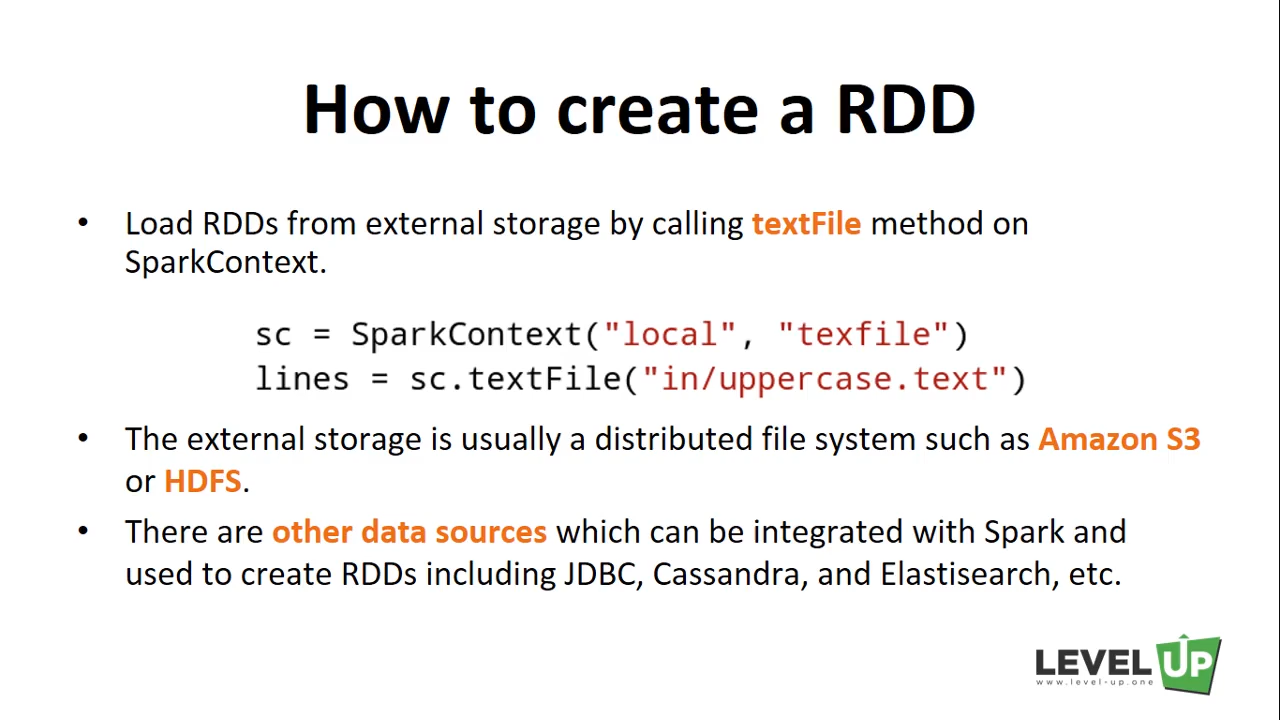 How to create a RDD
• Load RDDs from external storage by calling textFile method on
SparkContext.
sc = SparkContext("local", "texfile")
lines = sc.textFile("in/uppercase.text")
• The external storage is usually a distributed file system such as Amazon S3
or HDFS.
• There are other data sources which can be integrated with Spark and
used to create RDDs including JDBC, Cassandra, and Elastisearch, etc.
LEVEL UP
www.level-up.one